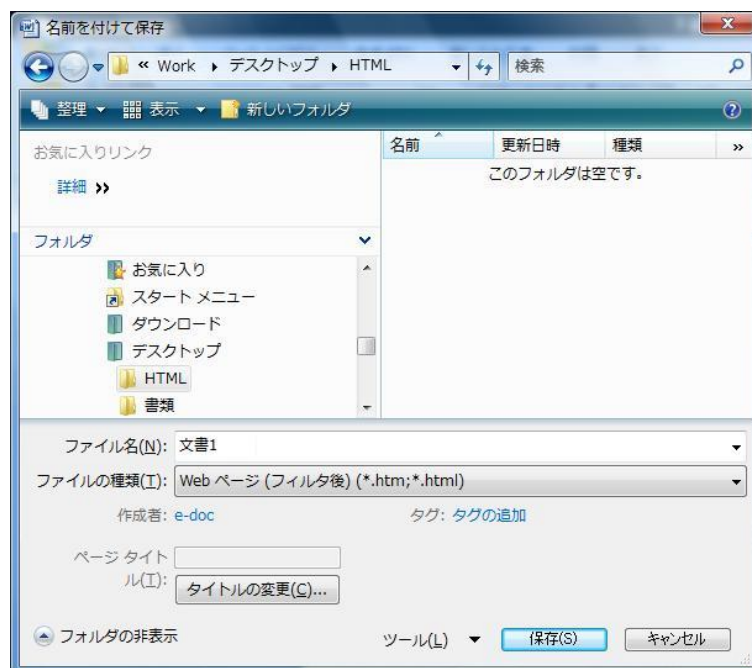 名前を付けて保存
« Work ▸ デスクトップ ▸ HTML
検索
整理 表示 新しいフォルダ
お気に入りリンク
詳細 »
名前 更新日時 種類 »
このフォルダは空です。
フォルダ
お気に入り
スタート メニュー
ダウンロード
デスクトップ
HTML
書類
ファイル名(N): 文書1
ファイルの種類(T): Web ページ (フィルタ後) (*.htm;*.html)
作成者: e-doc タグ: タグの追加
ページ タイト
ル(T):
タイトルの変更(C)...
フォルダの非表示 ツール(L) 保存(S) キャンセル